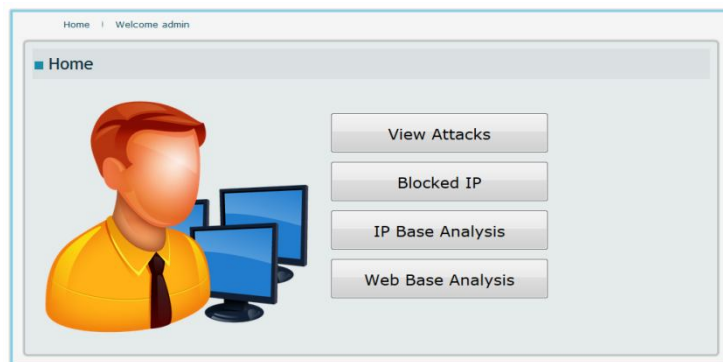 Home | Welcome admin
Home
View Attacks
Blocked IP
IP Base Analysis
Web Base Analysis